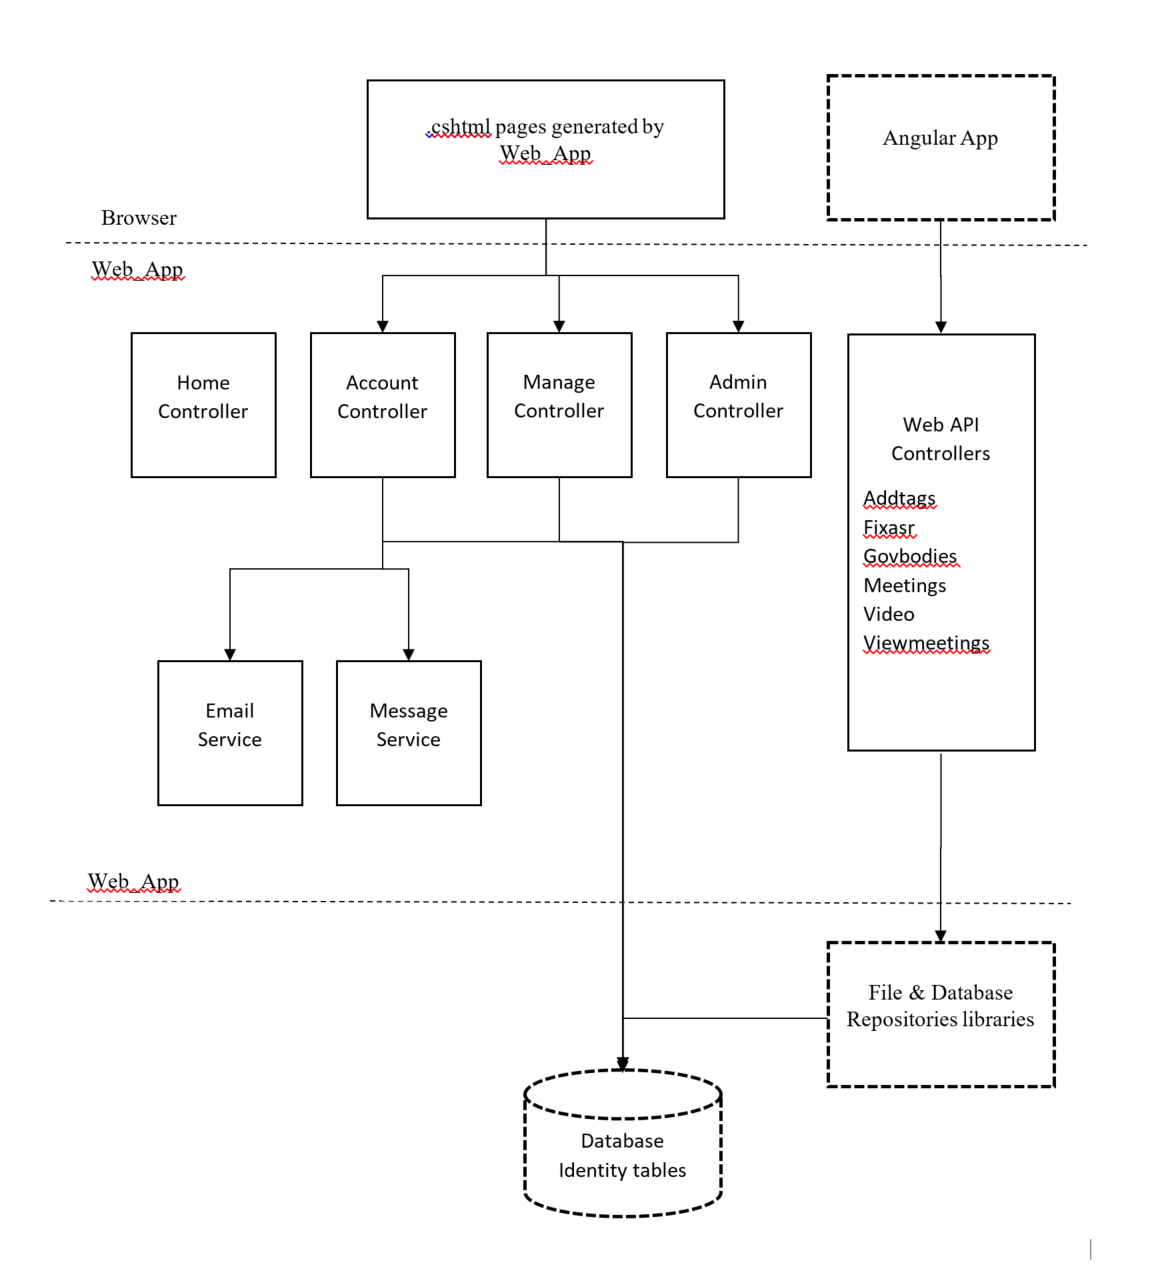 .cshtml pages generated by
Web_App
Angular App
Browser
Web_App
Home
Controller
Account
Controller
Manage
Controller
Admin
Controller
Web API
Controllers
Addtags
Fixasr
Govbodies
Meetings
Video
Viewmeetings
Email
Service
Message
Service
Web_App
File & Database
Repositories libraries
Database
Identity tables